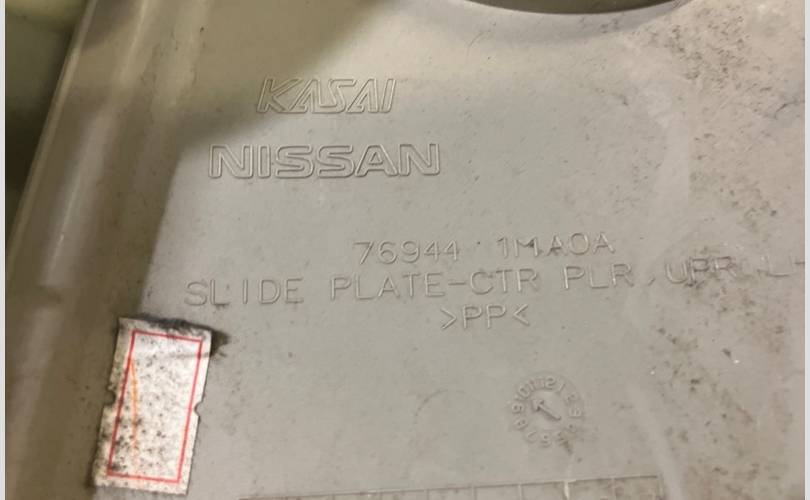 KASAI
NISSAN
76944 1MA0A
SLIDE PLATE-CTR PLR, UPR
>PP<